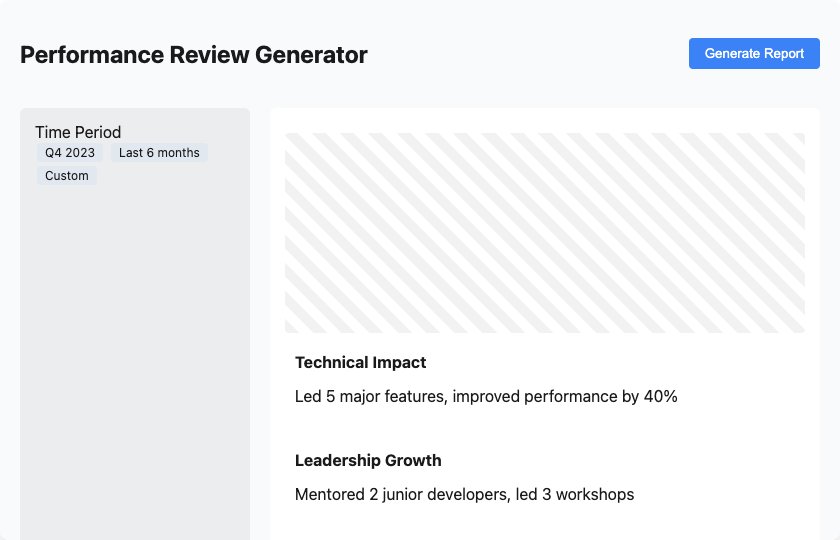 Performance Review Generator
Generate Report
Time Period
Q4 2023 Last 6 months
Custom
Technical Impact
Led 5 major features, improved performance by 40%
Leadership Growth
Mentored 2 junior developers, led 3 workshops